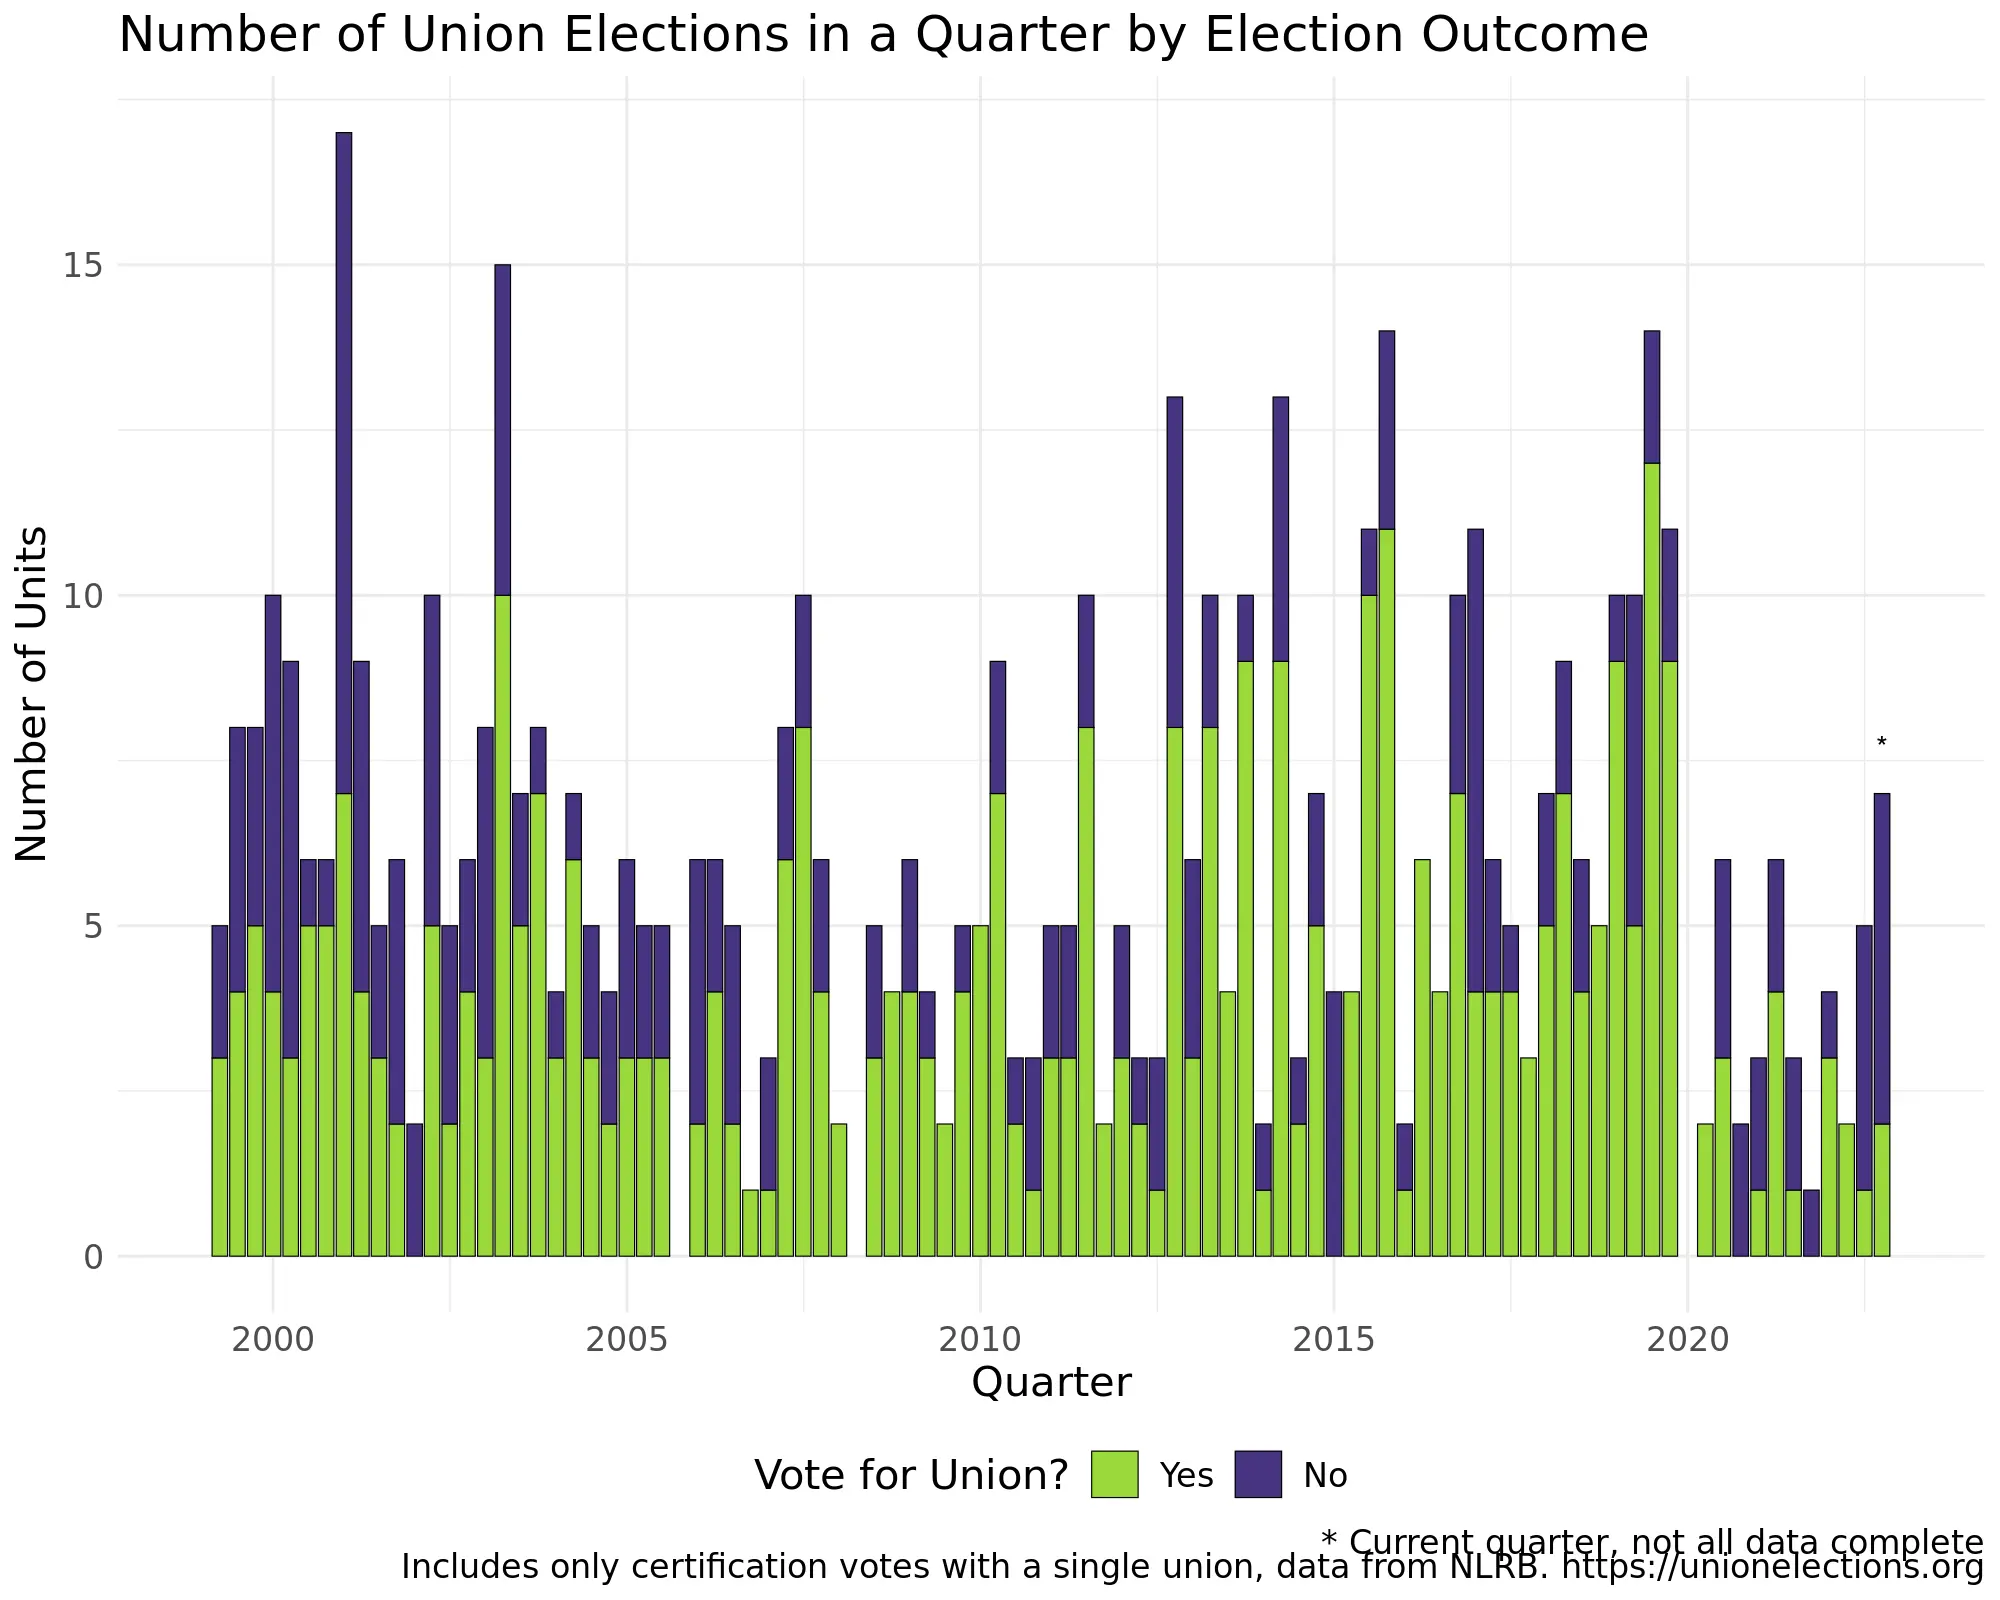 Number of Union Elections in a Quarter by Election Outcome
Number of Units
15
10
5
0
*
2000 2005 2010 2015 2020
Quarter
Vote for Union? Yes No
* Current quarter, not all data complete
Includes only certification votes with a single union, data from NLRB. https://unionelections.org